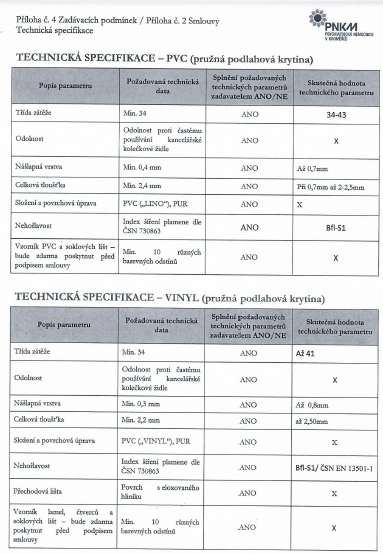 Příloha č. 4 Zadávacích podmínek / Příloha č. 2 Smlouvy
Technická specifikace
PNKM
PSYCHIATRICKÁ NEMOCNICE
V KROMĚŘÍŽI
TECHNICKÁ SPECIFIKACE – PVC (pružná podlahová krytina)
Popis parametru
Požadovaná technická
data
Splnění požadovaných
technických parametrů
zadavatelem ANO/NE
Skutečná hodnota
technického parametru
Třída zátěže
Min. 34
ANO
34-43
Odolnost
Odolnost proti častému
používání kancelářské
kolečkové židle
ANO
X
Nášlapná vrstva
Min. 0,4 mm
ANO
Až 0,7mm
Celková tloušťka
Min. 2,4 mm
ANO
Při 0,7mm až 2-2,5mm
Složení a povrchová úprava
PVC („LINO"), PUR
ANO
X
Nehořlavost
Index šíření plamene dle
ČSN 730863
ANO
Bfl-S1
Vzorník PVC a soklových lišt –
bude zdarma poskytnut před
podpisem smlouvy
Min. 10 různých
barevných odstínů
ANO
X
TECHNICKÁ SPECIFIKACE – VINYL (pružná podlahová krytina)
Popis parametru
Požadovaná technická
data
Splnění požadovaných
technických parametrů
zadavatelem ANO/NE
Skutečná hodnota
technického parametru
Třída zátěže
Min. 34
ANO
Až 41
Odolnost
Odolnost proti častému
používání kancelářské
kolečkové židle
ANO
X
Nášlapná vrstva
Min. 0,3 mm
ANO
Až 0,8mm
Celková tloušťka
Min. 2,2 mm
ANO
až 2,50mm
Složení a povrchová úprava
PVC („VINYL"), PUR
ANO
X
Nehořlavost
Index šíření plamene dle
ČSN 730863
ANO
Bfl-S1/ ČSN EN 13501-1
Přechodová lišta
Povrch s eloxovaného
hliníku
ANO
X
Vzorník lamel, čtverců a
soklových lišt – bude zdarma
poskytnut před podpisem
smlouvy
Min. 10 různých
barevných odstínů
ANO
X